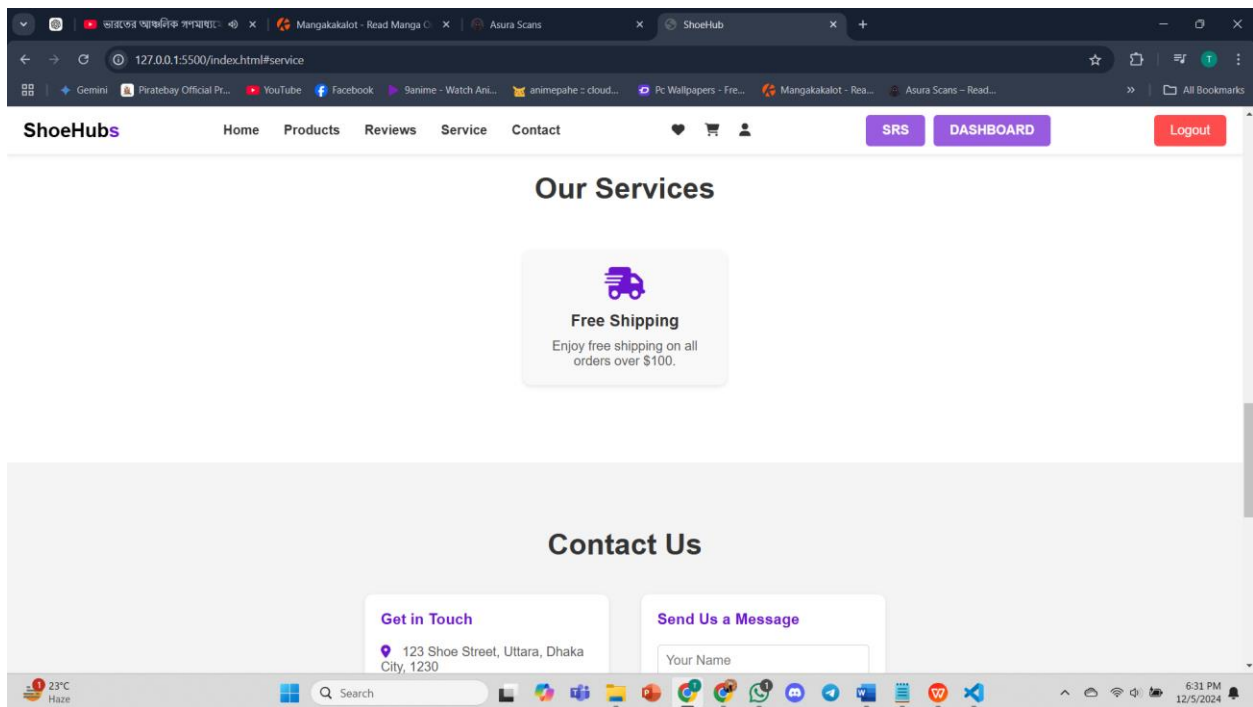 ভারতের আঞ্চলিক গণমাধ্যমে
Mangakakalot - Read Manga O
Asura Scans
ShoeHub
127.0.0.1:5500/index.html#service
Gemini
Piratebay Official Pr...
YouTube
Facebook
9anime - Watch Ani...
animepahe :: cloud...
Pc Wallpapers - Fre...
Mangakakalot - Rea...
Asura Scans – Read...
All Bookmarks
ShoeHubs
Home Products Reviews Service Contact
SRS
DASHBOARD
Logout
Our Services
Free Shipping
Enjoy free shipping on all
orders over $100.
Contact Us
Get in Touch
123 Shoe Street, Uttara, Dhaka
City, 1230
Send Us a Message
Your Name
23°C
Haze
Search
6:31 PM
12/5/2024